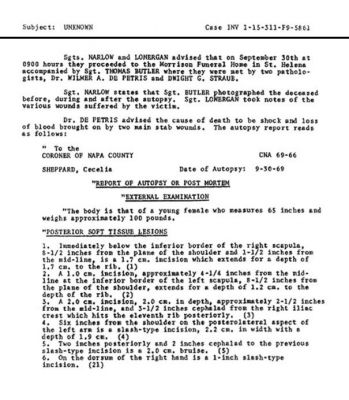 Subject: UNKNOWN Case INV 1-15-311-F9-5861
Sgts. NARLOW and LONERGAN advised that on September 30th at
0900 hours they proceeded to the Morrison Funeral Home in St. Helena
accompanied by Sgt. THOMAS BUTLER where they were met by two patholo-
gists, Dr. WILMER A. DE PETRIS and DWIGHT G. STRAUB.
Sgt. NARLOW states that Sgt. BUTLER photographed the deceased
before, during and after the autopsy. Sgt. LONERGAN took notes of the
various wounds suffered by the victim.
Dr. DE PETRIS advised the cause of death to be shock and loss
of blood brought on by two main stab wounds. The autopsy report reads
as follows:
" To the
CORONER OF NAPA COUNTY CNA 69-66
SHEPPARD, Cecelia Date of Autopsy: 9-30-69
"REPORT OF AUTOPSY OR POST MORTEM
"EXTERNAL EXAMINATION
"The body is that of a young female who measures 65 inches and
weighs approximately 100 pounds.
"POSTERIOR SOFT TISSUE LESIONS
1. Immediately below the inferior border of the right scapula,
8-1/2 inches from the plane of the shoulder and 1-1/2 inches from
the mid-line, is a 1.7 cm. incision which extends for a depth of
1.7 cm. to the rib. (1)
2. A 1.0 cm. incision, approximately 4-1/4 inches from the mid-
line at the inferior border of the left scapula, 8-1/2 inches from
the plane of the shoulder, extends for a depth of 1.2 cm. to the
depth of the rib. (2)
3. A 2.0 cm. incision, 2.0 cm. in depth, approximately 2-1/2 inches
from the mid-line, and 3-1/2 inches cephalad from the right iliac
crest which hits the eleventh rib posteriorly. (3)
4. Six inches from the shoulder on the posterolateral aspect of
the left arm is a slash-type incision, 2.2 cm. in width with a
depth of 1.9 cm. (4)
5. Two inches posteriorly and 2 inches cephalad to the previous
slash-type incision is a 2.0 cm. bruise. (5)
6. On the dorsum of the right hand is a 1-inch slash-type
incision. (21)